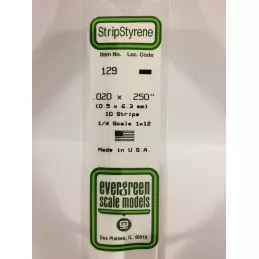 StripStyrene
Item No. Loc. Code
129
.020 x .250"
(0.5 x 6.3 mm)
10 Strips
1/4 Scale 1x12
Made in U.S.A.
evergreen
scale models
Des Plaines, IL 60018